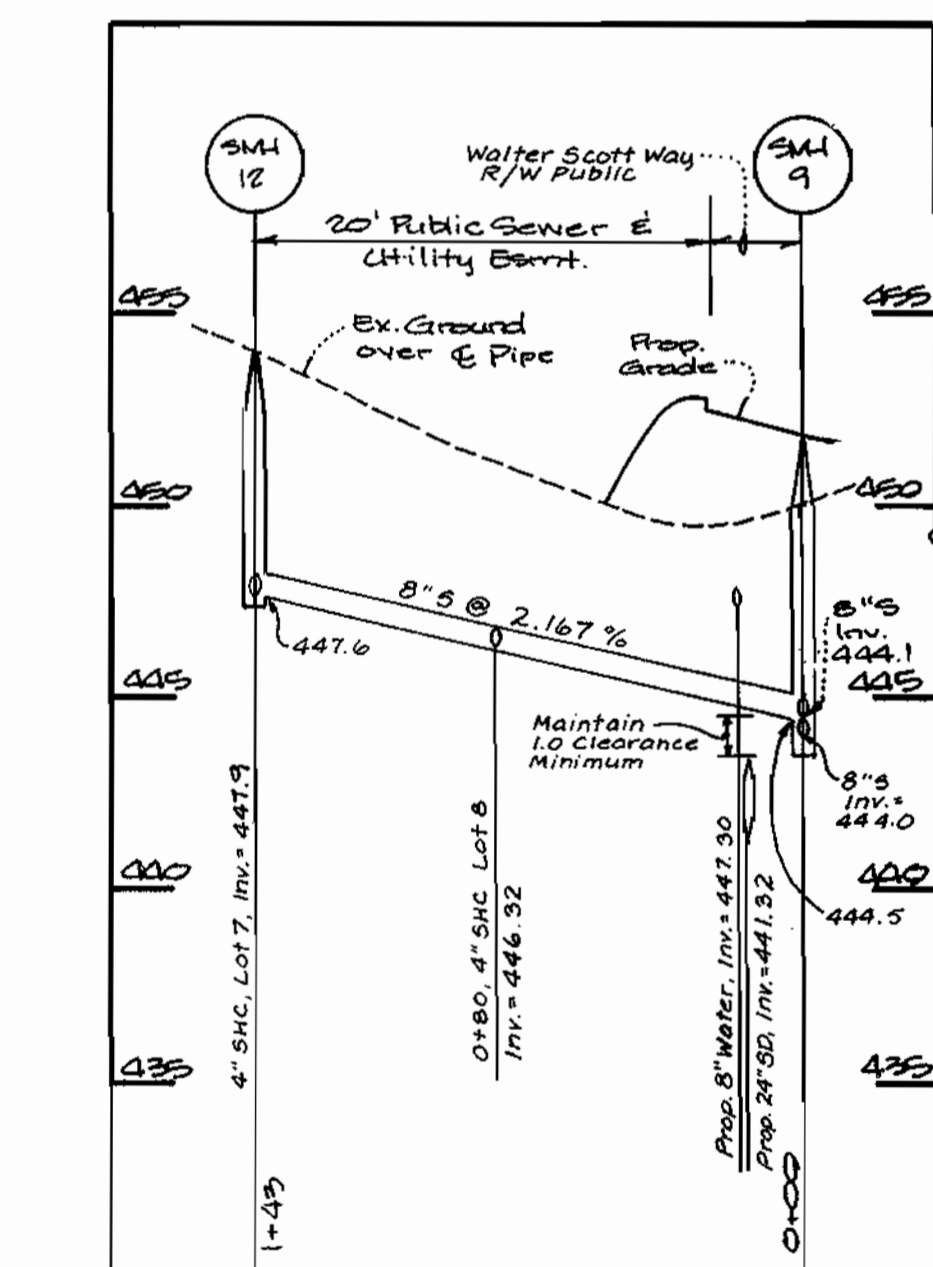 SMH
12
SMH
9
Walter Scott Way
R/W Public
20' Public Sewer &
Utility Esmt.
455
455
Ex. Ground
over ℄ Pipe
Prop.
Grade
450
450
8"S @ 2.167 %
447.6
8"S
Inv.
444.1
445
445
Maintain
1.0 Clearance
Minimum
8"S
Inv.=
444.0
440
440
444.5
4" SHC, Lot 7, Inv.= 447.9
0+80, 4" SHC Lot 8
Inv.= 446.32
Prop. 8" Water, Inv.= 447.30
Prop. 24" SD, Inv.=441.32
435
435
1+43
0+00